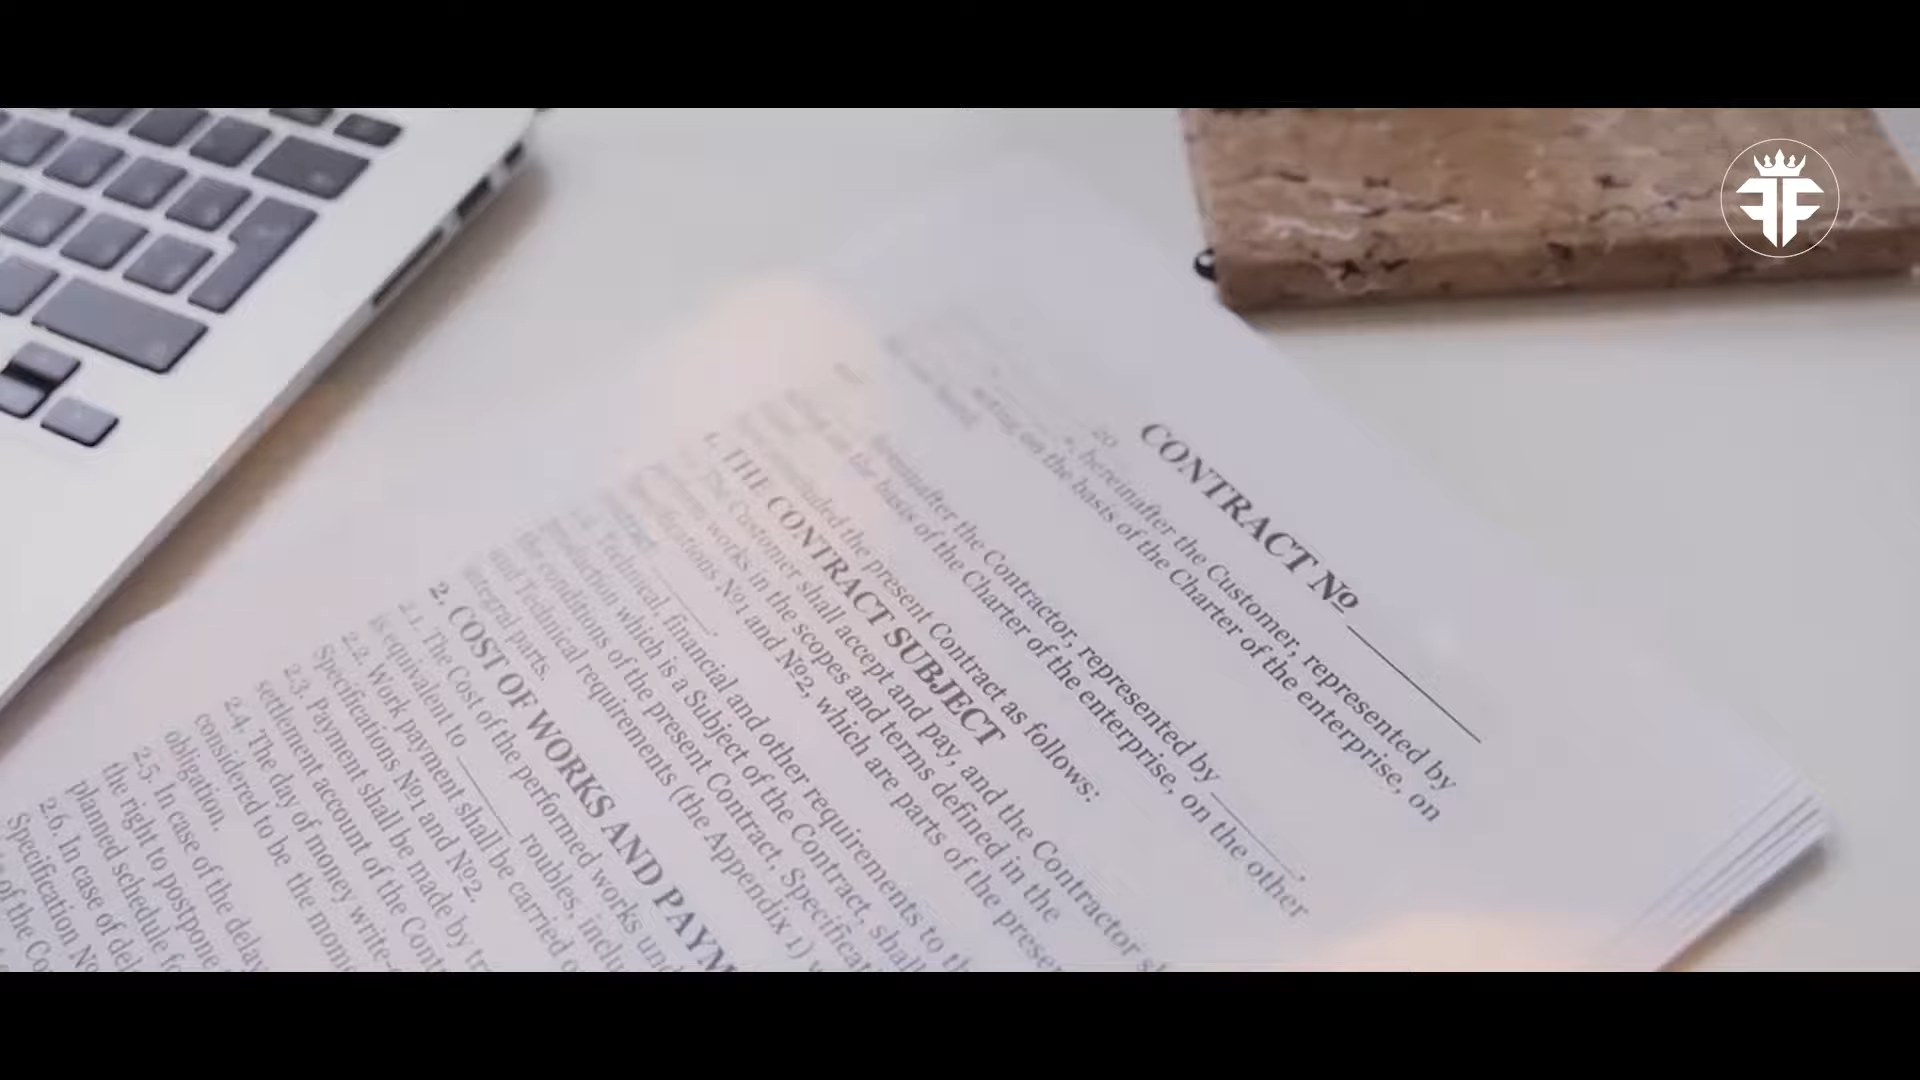 CONTRACT Nº
20
hereinafter the Customer, represented by
acting on the basis of the Charter of the enterprise, on
hereinafter the Contractor, represented by
on the basis of the Charter of the enterprise, on the other
the present Contract as follows:
1. THE CONTRACT SUBJECT
The Customer shall accept and pay, and the Contractor
works in the scopes and terms defined in the
Specifications №1 and №2, which are parts of the present
Technical, financial and other requirements to
production which is a Subject of the Contract, shall
the conditions of the present Contract, Specificat
and Technical requirements (the Appendix 1)
integral parts.
2. COST OF WORKS AND PAYM
2.1. The Cost of the performed works und
is equivalent to ______ roubles, inclu
2.2. Work payment shall be carried o
Specifications №1 and №2.
2.3. Payment shall be made by tr
settlement account of the Cont
2.4. The day of money write-
considered to be the mom
obligation.
2.5. In case of the delay
the right to postpone
planned schedule fo
2.6. In case of del
Specification №
of the Co